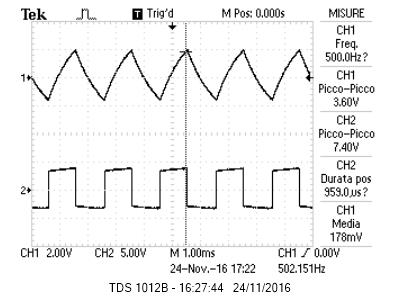 Tek T Trig'd M Pos: 0.000s MISURE
CH1
Freq.
500.0Hz?
1 CH1
Picco-Picco
3.60V
CH2
Picco-Picco
7.40V
CH2
2 Durata pos
959.0µs?
CH1
Media
178mV
CH1 2.00V CH2 5.00V M 1.00ms CH1 / 0.00V
24-Nov.-16 17:22 502.151Hz
TDS 1012B - 16:27:44 24/11/2016